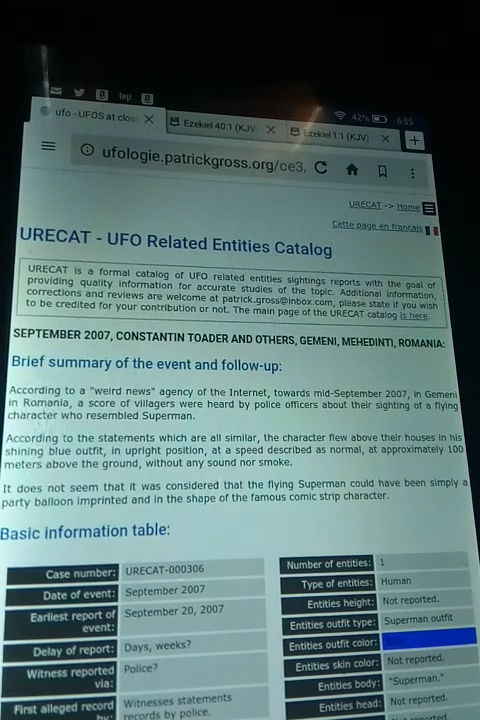 42% 6:55
ufo - UFOS at clos
Ezekiel 40:1 (KJV)
Ezekiel 1:1 (KJV)
ufologie.patrickgross.org/ce3,
URECAT -> Home
Cette page en français
URECAT - UFO Related Entities Catalog
URECAT is a formal catalog of UFO related entities sightings reports with the goal of
providing quality information for accurate studies of the topic. Additional information,
corrections and reviews are welcome at patrick.gross@inbox.com, please state if you wish
to be credited for your contribution or not. The main page of the URECAT catalog is here.
SEPTEMBER 2007, CONSTANTIN TOADER AND OTHERS, GEMENI, MEHEDINTI, ROMANIA:
Brief summary of the event and follow-up:
According to a "weird news" agency of the Internet, towards mid-September 2007, in Gemeni
in Romania, a score of villagers were heard by police officers about their sighting of a flying
character who resembled Superman.
According to the statements which are all similar, the character flew above their houses in his
shining blue outfit, in upright position, at a speed described as normal, at approximately 100
meters above the ground, without any sound nor smoke.
It does not seem that it was considered that the flying Superman could have been simply a
party balloon imprinted and in the shape of the famous comic strip character.
Basic information table:
Case number: URECAT-000306
Date of event: September 2007
Earliest report of event: September 20, 2007
Delay of report: Days, weeks?
Witness reported via: Police?
First alleged record by: Witnesses statements records by police.
Number of entities: 1
Type of entities: Human
Entities height: Not reported.
Entities outfit type: Superman outfit
Entities outfit color:
Entities skin color: Not reported.
Entities body: "Superman."
Entities head: Not reported.